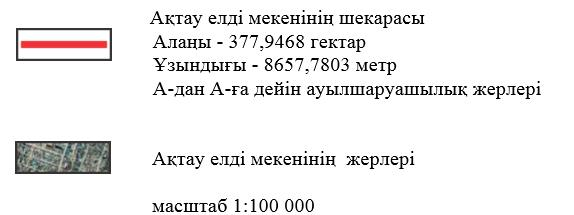 Ақтау елді мекенінің шекарасы
Алаңы - 377,9468 гектар
Ұзындығы - 8657,7803 метр
А-дан А-ға дейін ауылшаруашылық жерлері
Ақтау елді мекенінің жерлері
масштаб 1:100 000